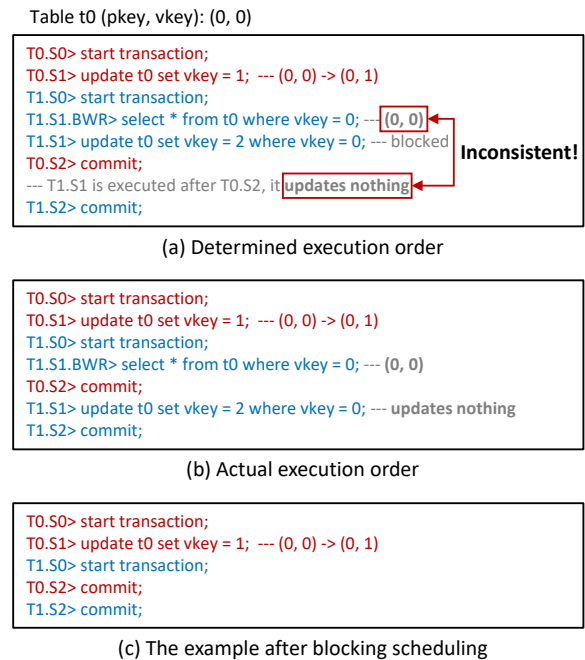 Table t0 (pkey, vkey): (0, 0)
T0.S0> start transaction;
T0.S1> update t0 set vkey = 1;  --- (0, 0) -> (0, 1)
T1.S0> start transaction;
T1.S1.BWR> select * from t0 where vkey = 0; --- (0, 0)
T1.S1> update t0 set vkey = 2 where vkey = 0; --- blocked
Inconsistent!
T0.S2> commit;
--- T1.S1 is executed after T0.S2, it updates nothing
T1.S2> commit;
(a) Determined execution order
T0.S0> start transaction;
T0.S1> update t0 set vkey = 1;  --- (0, 0) -> (0, 1)
T1.S0> start transaction;
T1.S1.BWR> select * from t0 where vkey = 0; --- (0, 0)
T0.S2> commit;
T1.S1> update t0 set vkey = 2 where vkey = 0; --- updates nothing
T1.S2> commit;
(b) Actual execution order
T0.S0> start transaction;
T0.S1> update t0 set vkey = 1;  --- (0, 0) -> (0, 1)
T1.S0> start transaction;
T0.S2> commit;
T1.S2> commit;
(c) The example after blocking scheduling